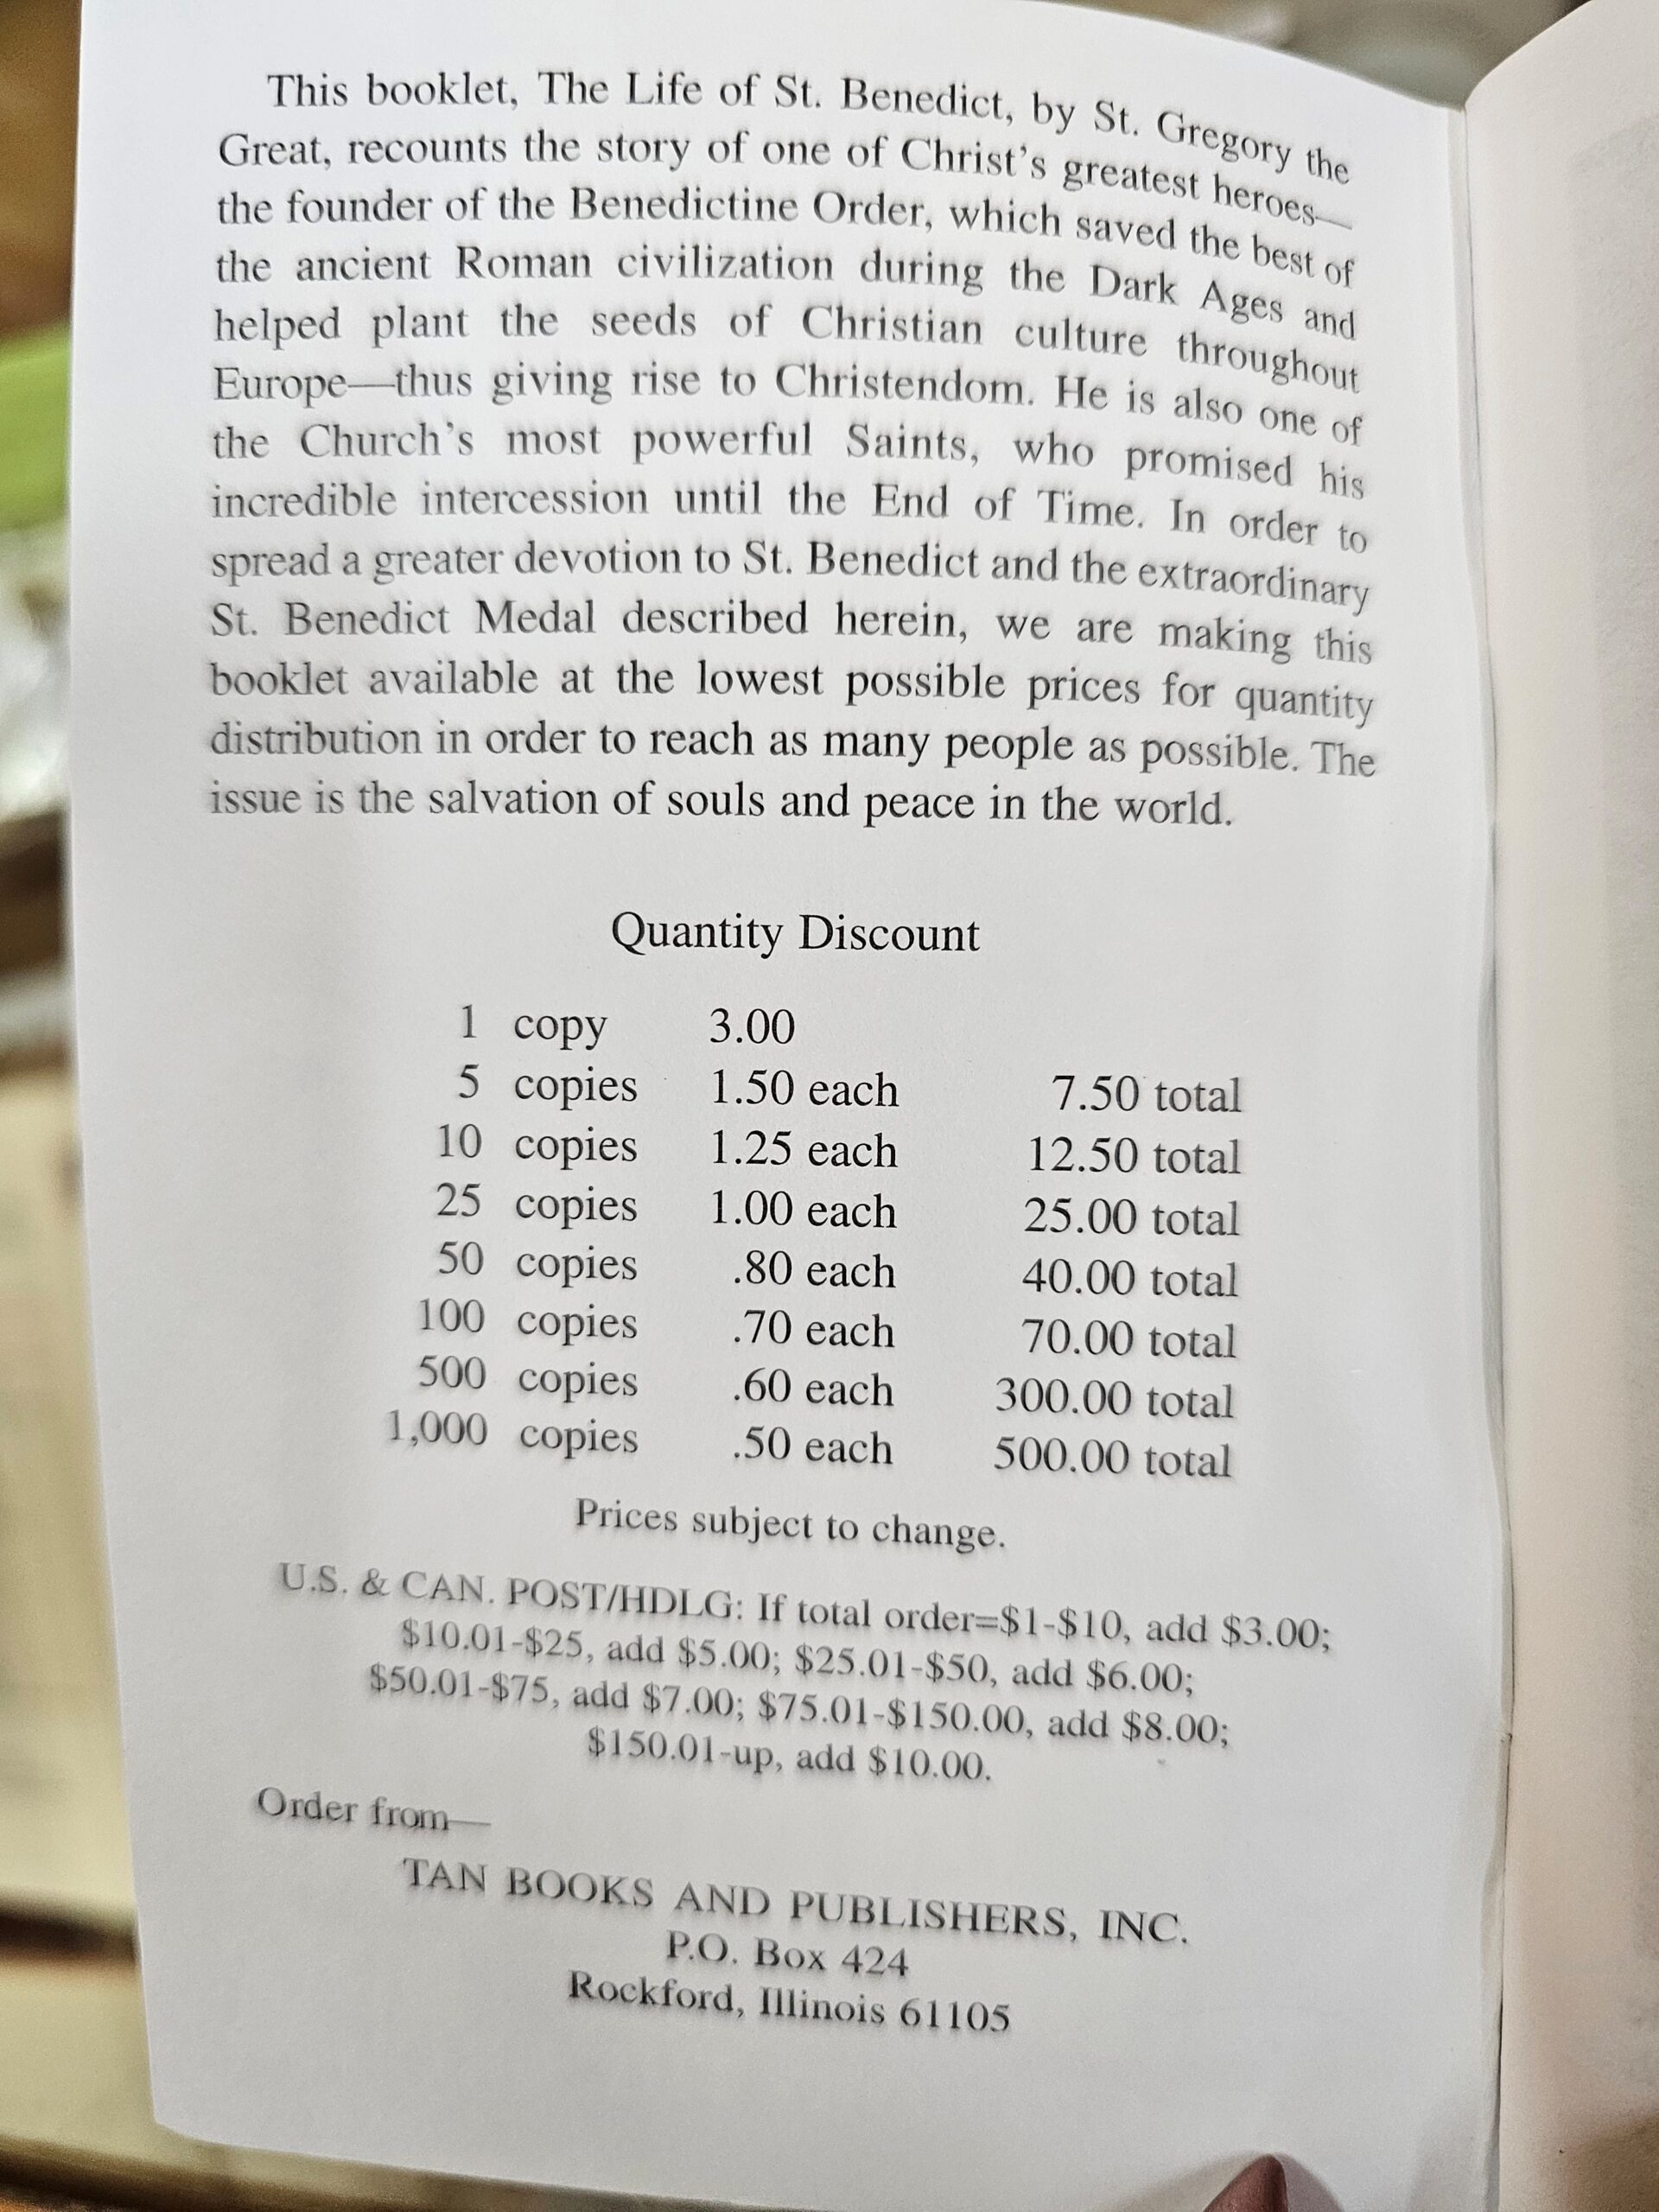 This booklet, The Life of St. Benedict, by St. Gregory the
Great, recounts the story of one of Christ's greatest heroes—
the founder of the Benedictine Order, which saved the best of
the ancient Roman civilization during the Dark Ages and
helped plant the seeds of Christian culture throughout
Europe—thus giving rise to Christendom. He is also one of
the Church's most powerful Saints, who promised his
incredible intercession until the End of Time. In order to
spread a greater devotion to St. Benedict and the extraordinary
St. Benedict Medal described herein, we are making this
booklet available at the lowest possible prices for quantity
distribution in order to reach as many people as possible. The
issue is the salvation of souls and peace in the world.
Quantity Discount
1 copy 3.00
5 copies 1.50 each 7.50 total
10 copies 1.25 each 12.50 total
25 copies 1.00 each 25.00 total
50 copies .80 each 40.00 total
100 copies .70 each 70.00 total
500 copies .60 each 300.00 total
1,000 copies .50 each 500.00 total
Prices subject to change.
U.S. & CAN. POST/HDLG: If total order=$1-$10, add $3.00;
$10.01-$25, add $5.00; $25.01-$50, add $6.00;
$50.01-$75, add $7.00; $75.01-$150.00, add $8.00;
$150.01-up, add $10.00.
Order from—
TAN BOOKS AND PUBLISHERS, INC.
P.O. Box 424
Rockford, Illinois 61105